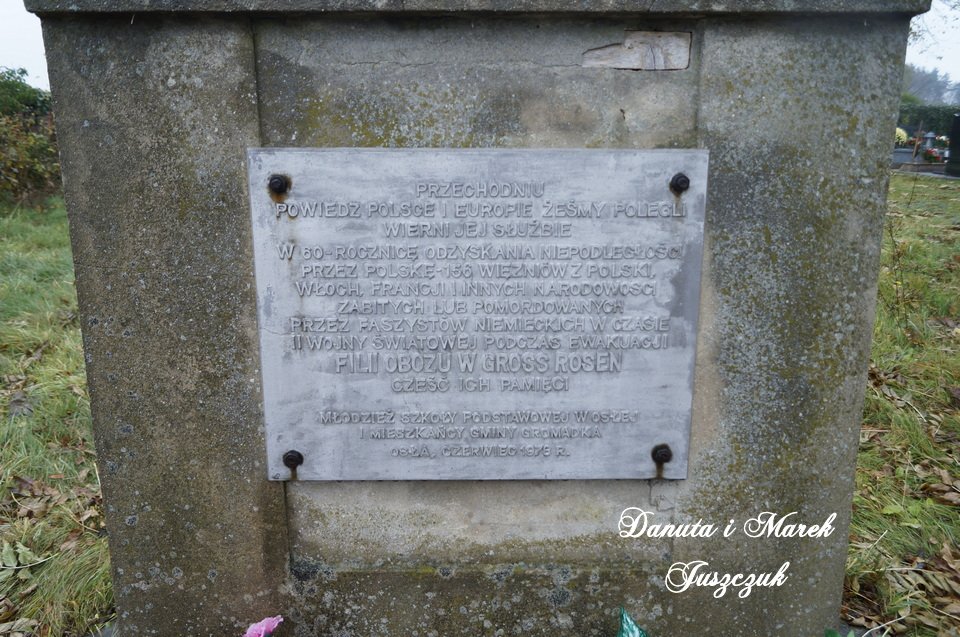 PRZECHODNIU
POWIEDZ POLSCE I EUROPIE ŻEŚMY POLEGLI
WIERNI JEJ SŁUŻBIE
W 60-ROCZNICĘ ODZYSKANIA NIEPODLEGŁOŚCI
PRZEZ POLSKĘ-156 WIĘŹNIÓW Z POLSKI,
WŁOCH, FRANCJI I INNYCH NARODOWOŚCI
ZABITYCH LUB POMORDOWANYCH
PRZEZ FASZYSTÓW NIEMIECKICH W CZASIE
II WOJNY ŚWIATOWEJ PODCZAS EWAKUACJI
FILII OBOZU W GROSS ROSEN
CZEŚĆ ICH PAMIĘCI
MŁODZIEŻ SZKOŁY PODSTAWOWEJ W OSŁEJ
I MIESZKAŃCY GMINY GROMADKA
OSŁA, CZERWIEC 1978 R.
Danuta i Marek
Juszczuk